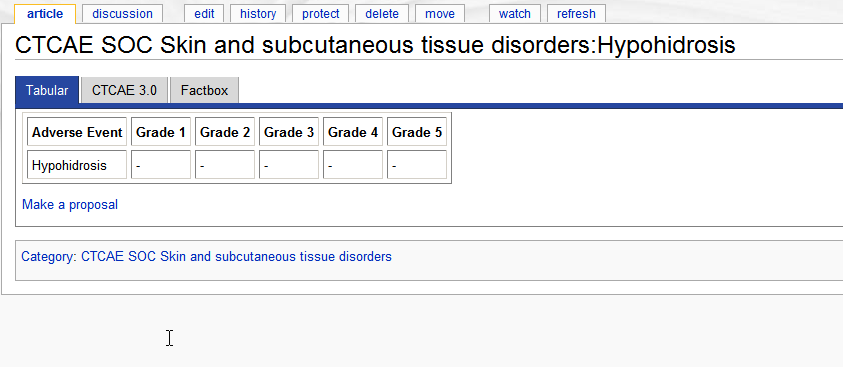 article discussion edit history protect delete move watch refresh
CTCAE SOC Skin and subcutaneous tissue disorders:Hypohidrosis
Tabular CTCAE 3.0 Factbox
Adverse Event Grade 1 Grade 2 Grade 3 Grade 4 Grade 5
Hypohidrosis - - - - -
Make a proposal
Category: CTCAE SOC Skin and subcutaneous tissue disorders